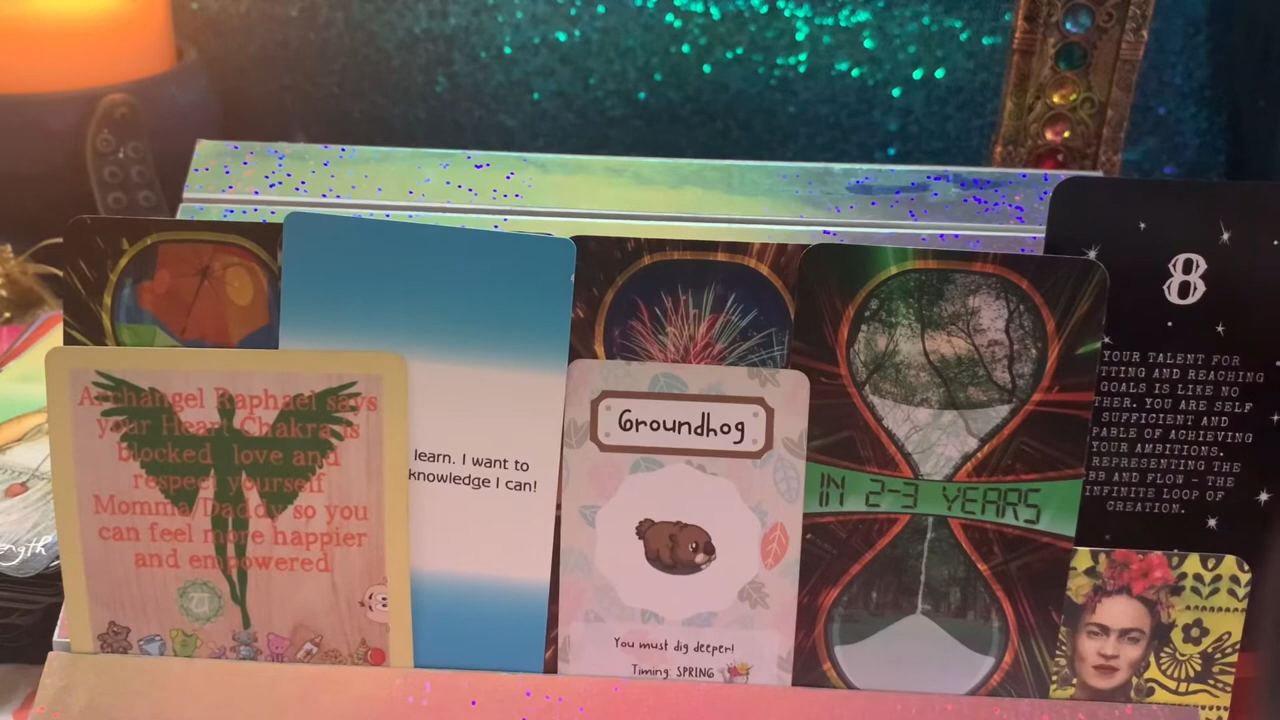 Archangel Raphael says
your Heart Chakra is
blocked love and
respect yourself
Momma/Daddy so you
can feel more happier
and empowered
learn. I want to
knowledge I can!
Groundhog
You must dig deeper!
Timing: SPRING
IN 2-3 YEARS
8
YOUR TALENT FOR
TTING AND REACHING
GOALS IS LIKE NO
THER. YOU ARE SELF
SUFFICIENT AND
PABLE OF ACHIEVING
YOUR AMBITIONS.
REPRESENTING THE
BB AND FLOW - THE
INFINITE LOOP OF
CREATION.
ength